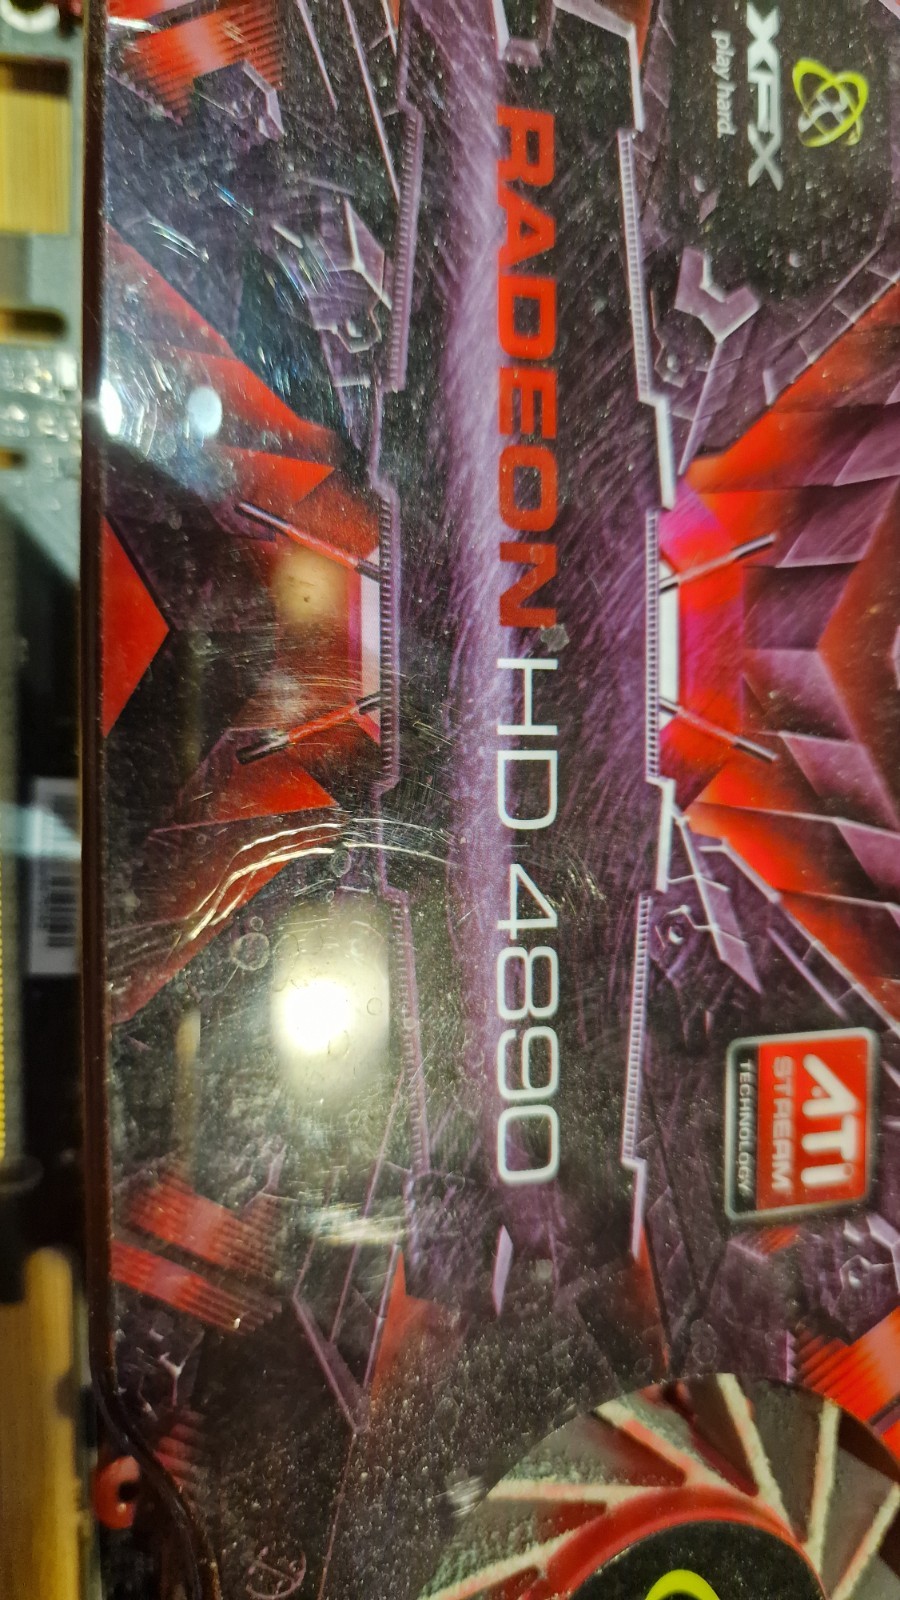 XFX
play hard.
RADEON HD 4890
ATI
STREAM
TECHNOLOGY